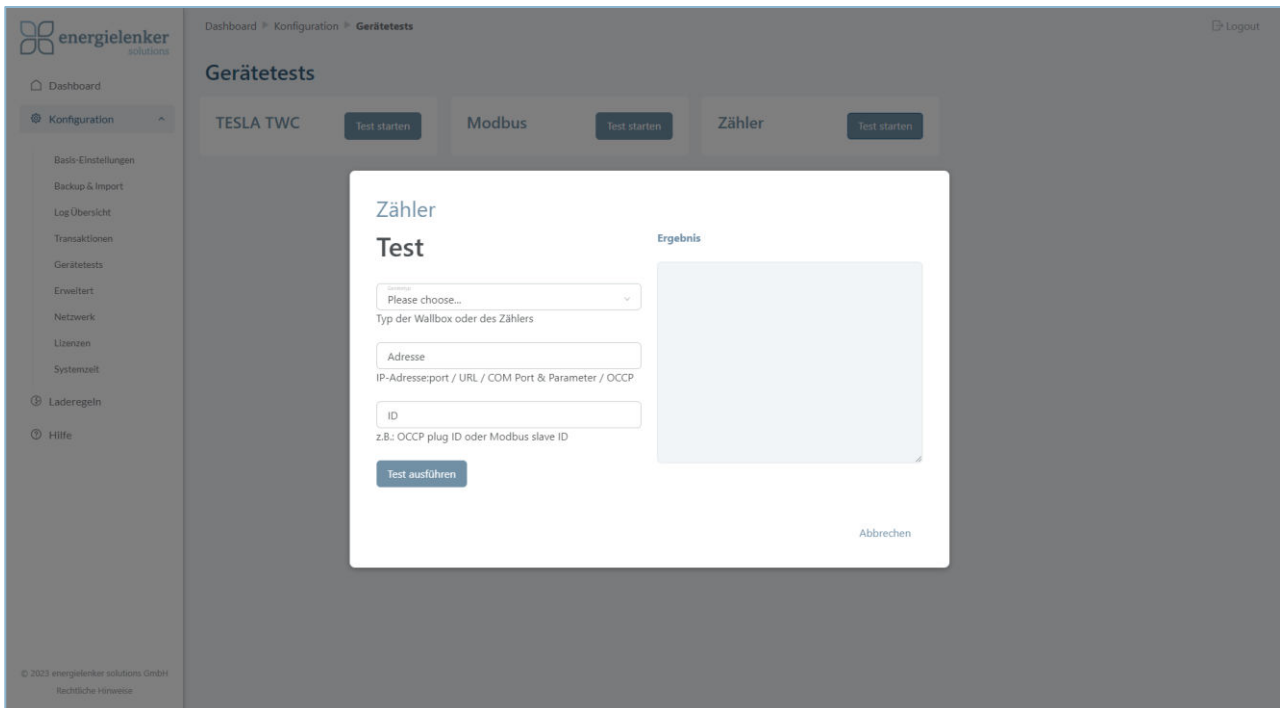 energielenker
solutions
Dashboard
Konfiguration
Basis-Einstellungen
Backup & Import
Log Übersicht
Transaktionen
Gerätetests
Erweitert
Netzwerk
Lizenzen
Systemzeit
Laderegeln
Hilfe
© 2023 energielenker solutions GmbH
Rechtliche Hinweise
Dashboard Konfiguration Gerätetests
Logout
Gerätetests
TESLA TWC Test starten
Modbus Test starten
Zähler Test starten
Zähler
Test
Gerätetyp
Please choose...
Typ der Wallbox oder des Zählers
Adresse
IP-Adresse:port / URL / COM Port & Parameter / OCCP
ID
z.B.: OCCP plug ID oder Modbus slave ID
Test ausführen
Ergebnis
Abbrechen